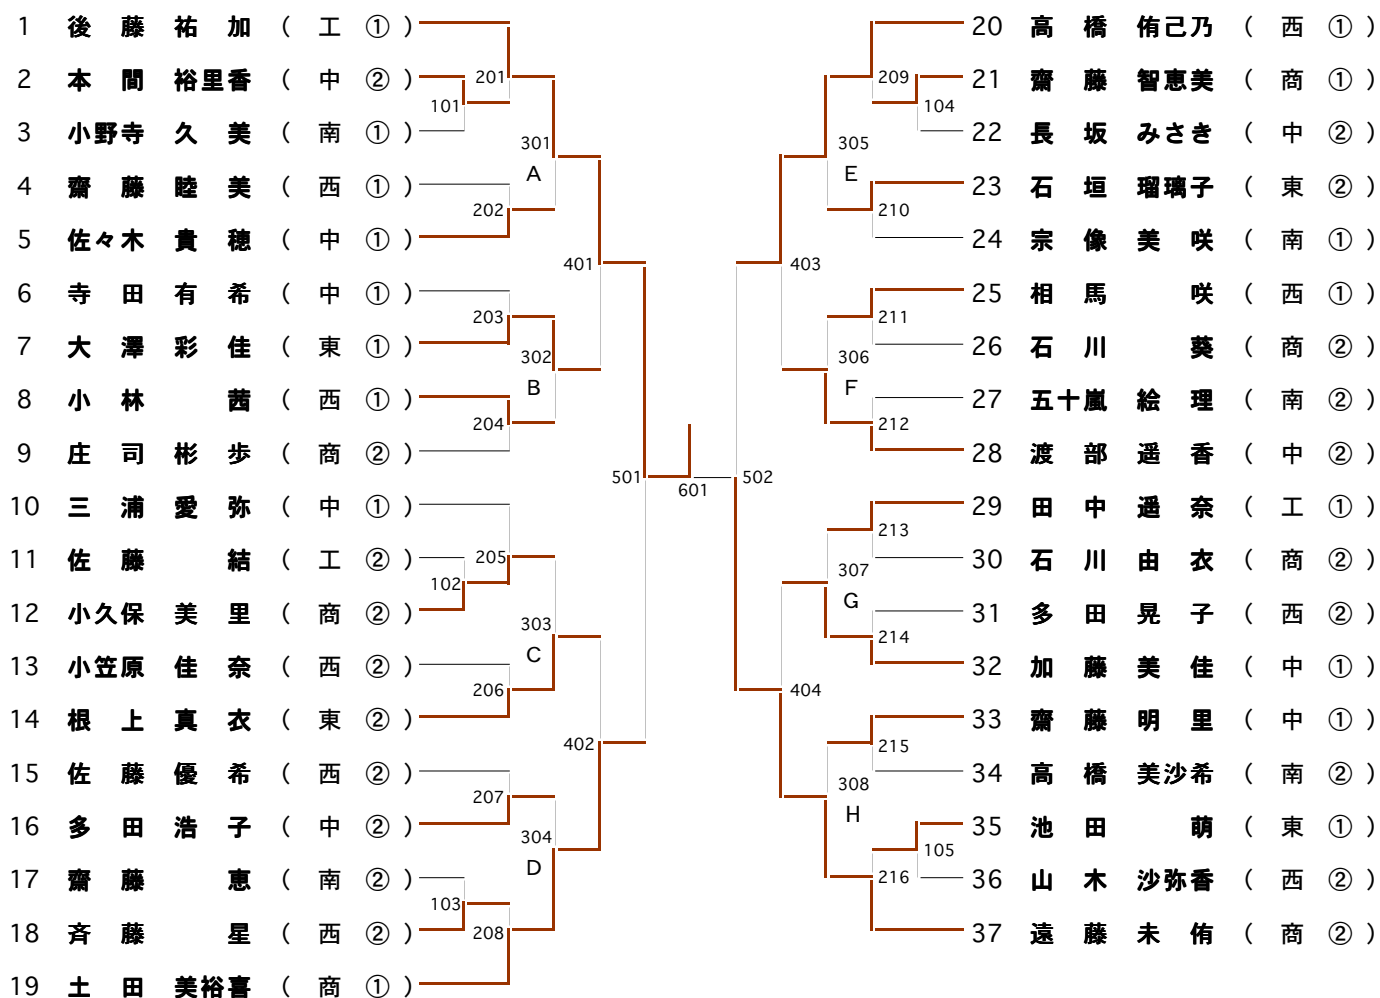 1 後藤祐加 ( 工 ① )
2 本間裕里香 ( 中 ② )
3 小野寺久美 ( 南 ① )
4 齋藤睦美 ( 西 ① )
5 佐々木貴穂 ( 中 ① )
6 寺田有希 ( 中 ① )
7 大澤彩佳 ( 東 ① )
8 小林茜 ( 西 ① )
9 庄司彬歩 ( 商 ② )
10 三浦愛弥 ( 中 ① )
11 佐藤結 ( 工 ② )
12 小久保美里 ( 商 ② )
13 小笠原佳奈 ( 西 ② )
14 根上真衣 ( 東 ② )
15 佐藤優希 ( 西 ② )
16 多田浩子 ( 中 ② )
17 齋藤恵 ( 南 ② )
18 斉藤星 ( 西 ② )
19 土田美裕喜 ( 商 ① )
101
102
103
201
202
203
204
205
206
207
208
301
A
302
B
303
C
304
D
401
402
501
601
502
403
404
305
E
306
F
307
G
308
H
209
210
211
212
213
214
215
216
104
105
20 高橋侑己乃 ( 西 ① )
21 齋藤智恵美 ( 商 ① )
22 長坂みさき ( 中 ② )
23 石垣瑠璃子 ( 東 ② )
24 宗像美咲 ( 南 ① )
25 相馬咲 ( 西 ① )
26 石川葵 ( 商 ② )
27 五十嵐絵理 ( 南 ② )
28 渡部遥香 ( 中 ② )
29 田中遥奈 ( 工 ① )
30 石川由衣 ( 商 ② )
31 多田晃子 ( 西 ② )
32 加藤美佳 ( 中 ① )
33 齋藤明里 ( 中 ① )
34 高橋美沙希 ( 南 ② )
35 池田萌 ( 東 ① )
36 山木沙弥香 ( 西 ② )
37 遠藤未侑 ( 商 ② )